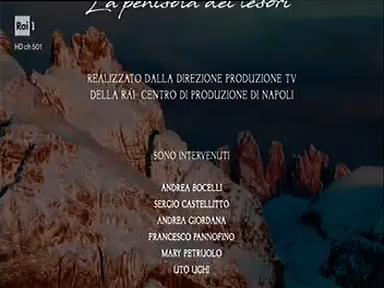 La penisola dei tesori
Rai 1
HD ch 501
REALIZZATO DALLA DIREZIONE PRODUZIONE TV
DELLA RAI CENTRO DI PRODUZIONE DI NAPOLI
SONO INTERVENUTI
ANDREA BOCELLI
SERGIO CASTELLITTO
ANDREA GIORDANA
FRANCESCO PANNOFINO
MARY PETRUOLO
UTO UGHI